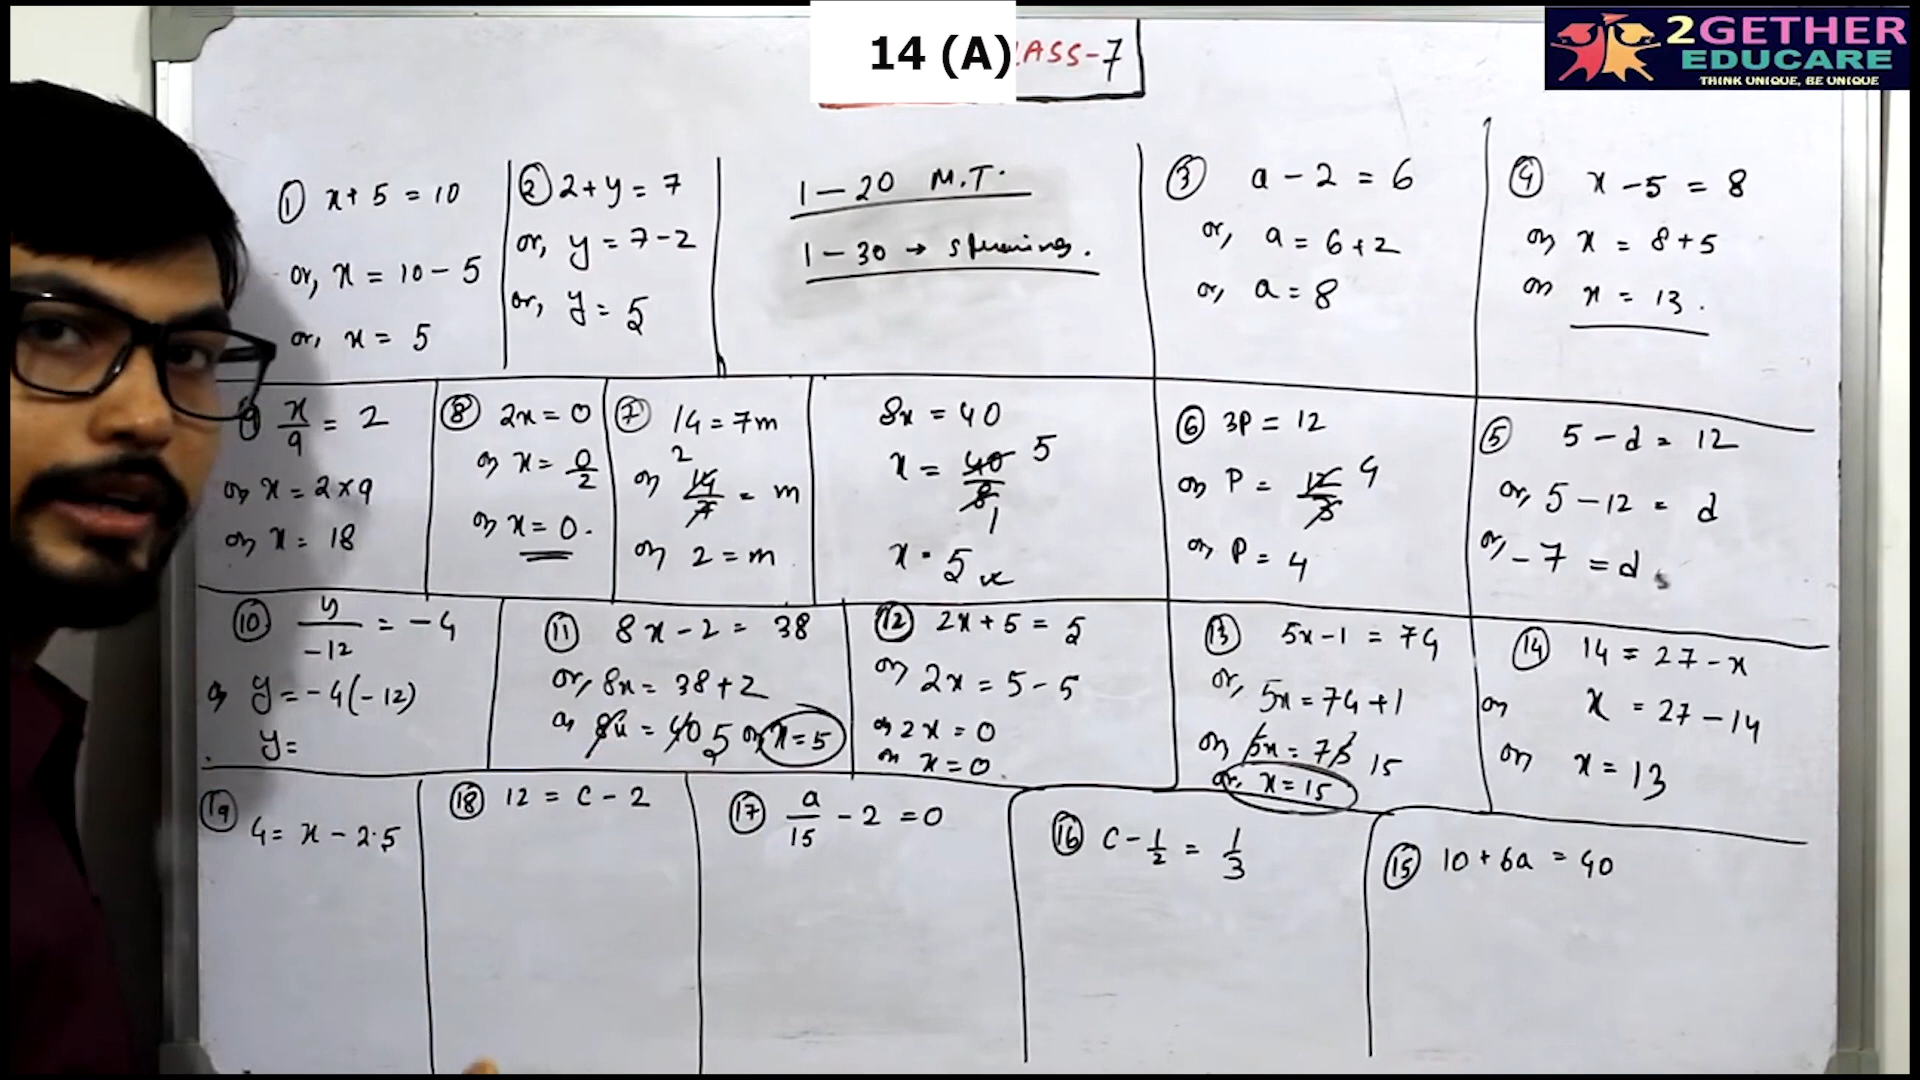 14 (A)
CLASS-7
2GETHER
EDUCARE
THINK UNIQUE, BE UNIQUE
① x + 5 = 10
or, x = 10 - 5
or, x = 5
② 2 + y = 7
or, y = 7 - 2
or, y = 5
1 - 20 M.T.
1 - 30 →
③ a - 2 = 6
or, a = 6 + 2
or, a = 8
④ x - 5 = 8
or x = 8 + 5
or x = 13.
⑨ x/9 = 2
or x = 2 × 9
or x = 18
⑧ 2x = 0
or x = 0/2
or x = 0.
⑦ 14 = 7m
2
or 14/7 = m
or 2 = m
8x = 40
x = 40/8 5
1
x = 5
⑥ 3P = 12
or P = 12/3 4
or P = 4
⑤ 5 - d = 12
or, 5 - 12 = d
or, -7 = d
⑩ y/-12 = -4
or y = -4(-12)
y =
⑪ 8x - 2 = 38
or, 8x = 38 + 2
or 8x = 40 5 or x = 5
⑫ 2x + 5 = 5
or 2x = 5 - 5
or 2x = 0
or x = 0
⑬ 5x - 1 = 74
or, 5x = 74 + 1
or 5x = 75 15
or, x = 15
⑭ 14 = 27 - x
or x = 27 - 14
or x = 13
⑲ 4 = x - 2.5
⑱ 12 = c - 2
⑰ a/15 - 2 = 0
⑯ c - 1/2 = 1/3
⑮ 10 + 6a = 40